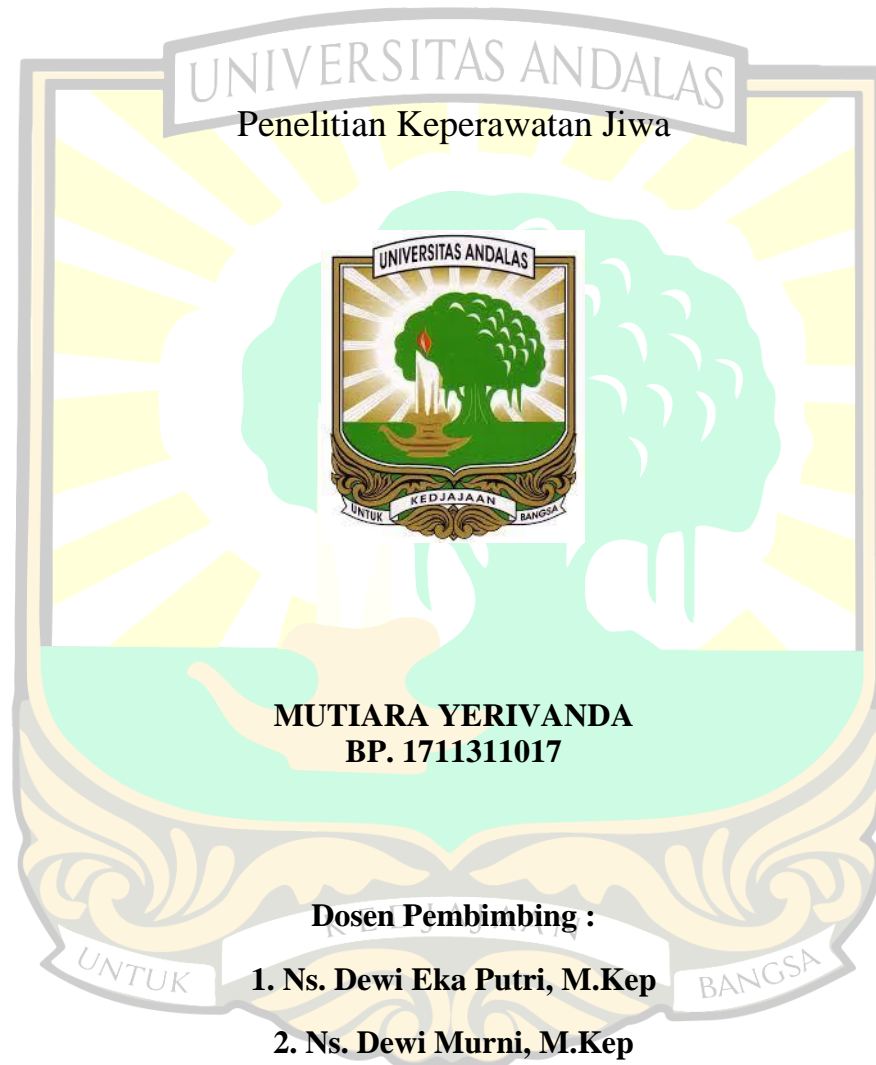 UNIVERSITAS ANDALAS
Penelitian Keperawatan Jiwa
UNIVERSITAS ANDALAS
UNTUK KEDJAJAAN BANGSA
MUTIARA YERIVANDA
BP. 1711311017
Dosen Pembimbing :
KEDJAJAAN
UNTUK BANGSA
1. Ns. Dewi Eka Putri, M.Kep
2. Ns. Dewi Murni, M.Kep